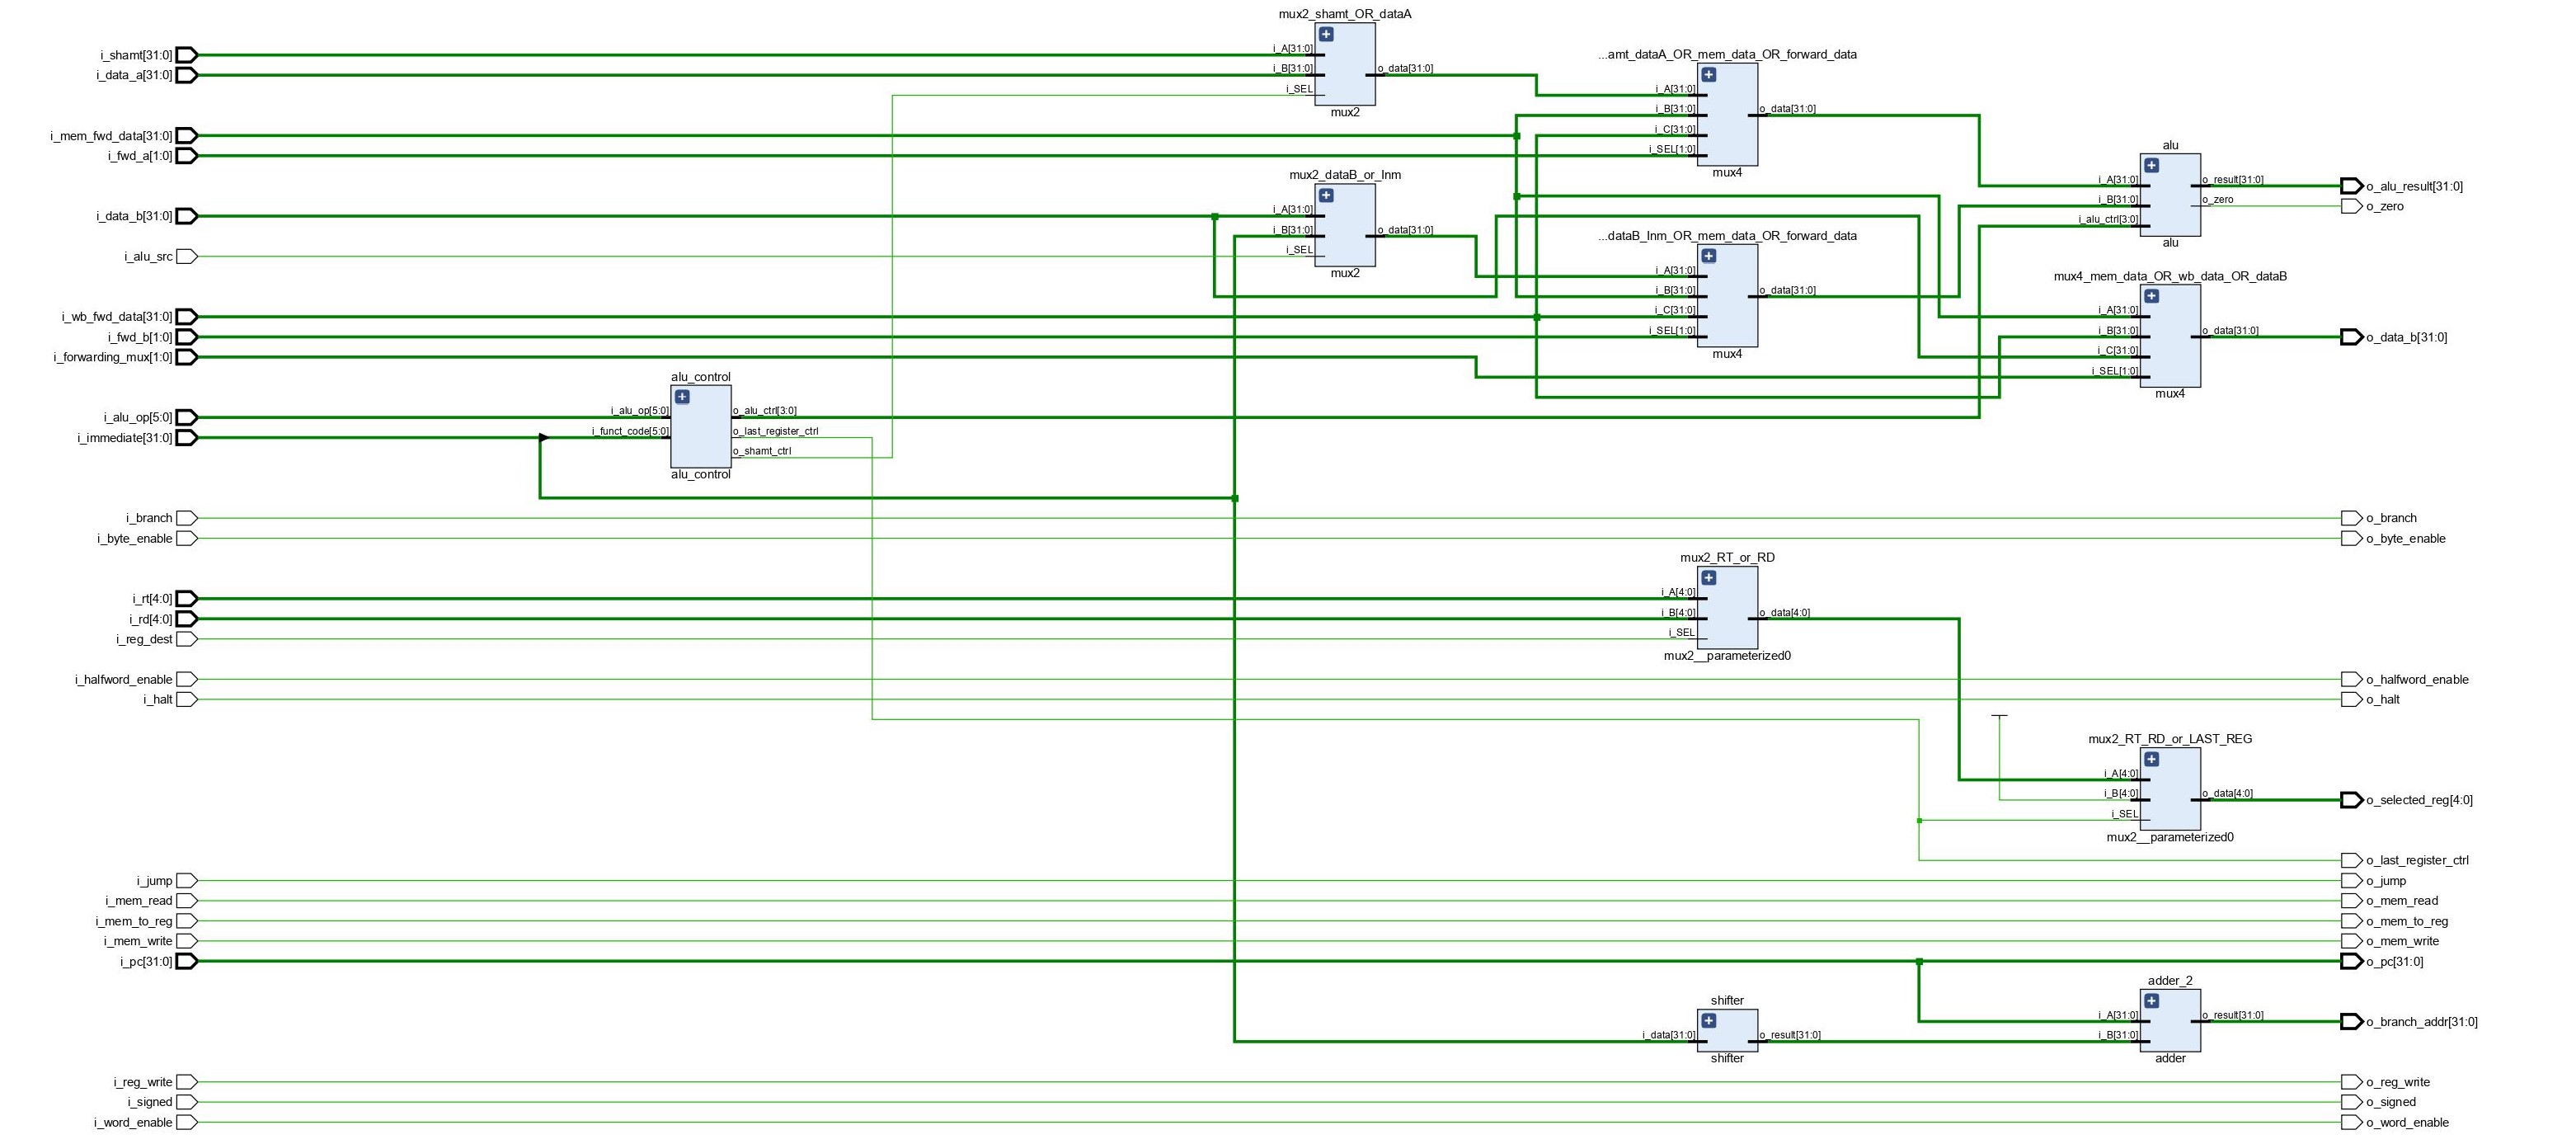 mux2_shamt_OR_dataA
i_shamt[31:0]
i_data_a[31:0]
i_A[31:0]
i_B[31:0]
i_SEL
o_data[31:0]
mux2
...amt_dataA_OR_mem_data_OR_forward_data
i_A[31:0]
i_B[31:0]
i_C[31:0]
i_SEL[1:0]
o_data[31:0]
mux4
i_mem_fwd_data[31:0]
i_fwd_a[1:0]
mux2_dataB_or_Inm
i_data_b[31:0]
i_alu_src
i_A[31:0]
i_B[31:0]
i_SEL
o_data[31:0]
mux2
alu
i_A[31:0]
i_B[31:0]
i_alu_ctrl[3:0]
o_result[31:0]
o_zero
alu
o_alu_result[31:0]
o_zero
...dataB_Inm_OR_mem_data_OR_forward_data
i_A[31:0]
i_B[31:0]
i_C[31:0]
i_SEL[1:0]
o_data[31:0]
mux4
mux4_mem_data_OR_wb_data_OR_dataB
i_A[31:0]
i_B[31:0]
i_C[31:0]
i_SEL[1:0]
o_data[31:0]
mux4
o_data_b[31:0]
i_wb_fwd_data[31:0]
i_fwd_b[1:0]
i_forwarding_mux[1:0]
alu_control
i_alu_op[5:0]
i_immediate[31:0]
i_alu_op[5:0]
i_funct_code[5:0]
o_alu_ctrl[3:0]
o_last_register_ctrl
o_shamt_ctrl
alu_control
i_branch
o_branch
i_byte_enable
o_byte_enable
mux2_RT_or_RD
i_rt[4:0]
i_rd[4:0]
i_reg_dest
i_A[4:0]
i_B[4:0]
i_SEL
o_data[4:0]
mux2__parameterized0
i_halfword_enable
o_halfword_enable
i_halt
o_halt
mux2_RT_RD_or_LAST_REG
i_A[4:0]
i_B[4:0]
i_SEL
o_data[4:0]
mux2__parameterized0
o_selected_reg[4:0]
o_last_register_ctrl
i_jump
o_jump
i_mem_read
o_mem_read
i_mem_to_reg
o_mem_to_reg
i_mem_write
o_mem_write
i_pc[31:0]
o_pc[31:0]
shifter
i_data[31:0]
o_result[31:0]
shifter
adder_2
i_A[31:0]
i_B[31:0]
o_result[31:0]
adder
o_branch_addr[31:0]
i_reg_write
o_reg_write
i_signed
o_signed
i_word_enable
o_word_enable